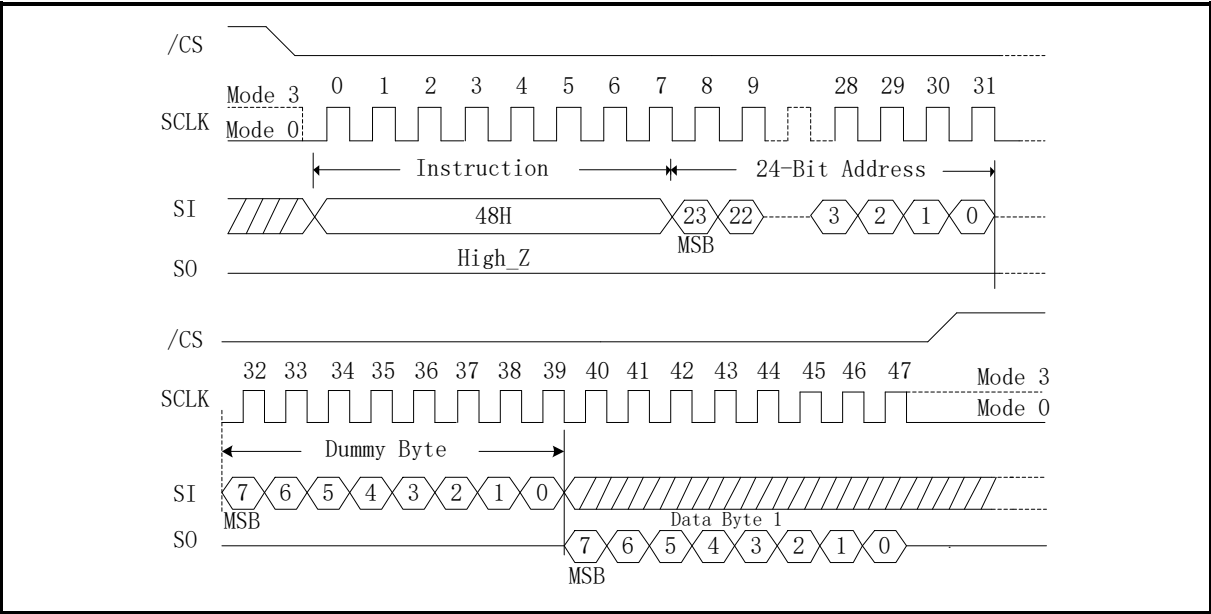 /CS
0 1 2 3 4 5 6 7 8 9 28 29 30 31
Mode 3
SCLK
Mode 0
Instruction 24-Bit Address
SI 48H 23 22 3 2 1 0
MSB
High_Z
SO
/CS
32 33 34 35 36 37 38 39 40 41 42 43 44 45 46 47
Mode 3
SCLK
Mode 0
Dummy Byte
SI 7 6 5 4 3 2 1 0
MSB
Data Byte 1
SO 7 6 5 4 3 2 1 0
MSB